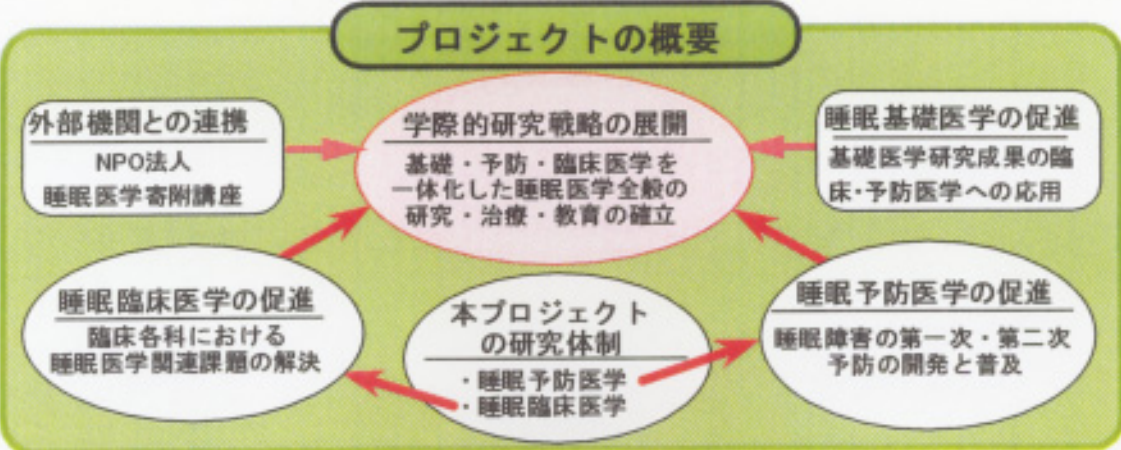 プロジェクトの概要
外部機関との連携
NPO法人
睡眠医学寄附講座
学際的研究戦略の展開
基礎・予防・臨床医学を
一体化した睡眠医学全般の
研究・治療・教育の確立
睡眠基礎医学の促進
基礎医学研究成果の臨
床・予防医学への応用
睡眠臨床医学の促進
臨床各科における
睡眠医学関連課題の解決
本プロジェクト
の研究体制
・睡眠予防医学
・睡眠臨床医学
睡眠予防医学の促進
睡眠障害の第一次・第二次
予防の開発と普及